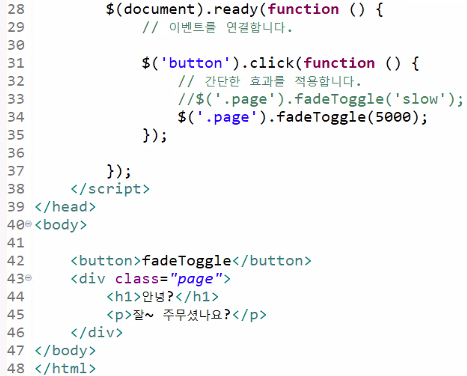 28 $(document).ready(function () {
29 // 이벤트를 연결합니다.
30
31 $('button').click(function () {
32 // 간단한 효과를 적용합니다.
33 //$('.page').fadeToggle('slow');
34 $('.page').fadeToggle(5000);
35 });
36
37 });
38 </script>
39 </head>
40 <body>
41
42 <button>fadeToggle</button>
43 <div class="page">
44 <h1>안녕?</h1>
45 <p>잘~ 주무셨나요?</p>
46 </div>
47 </body>
48 </html>